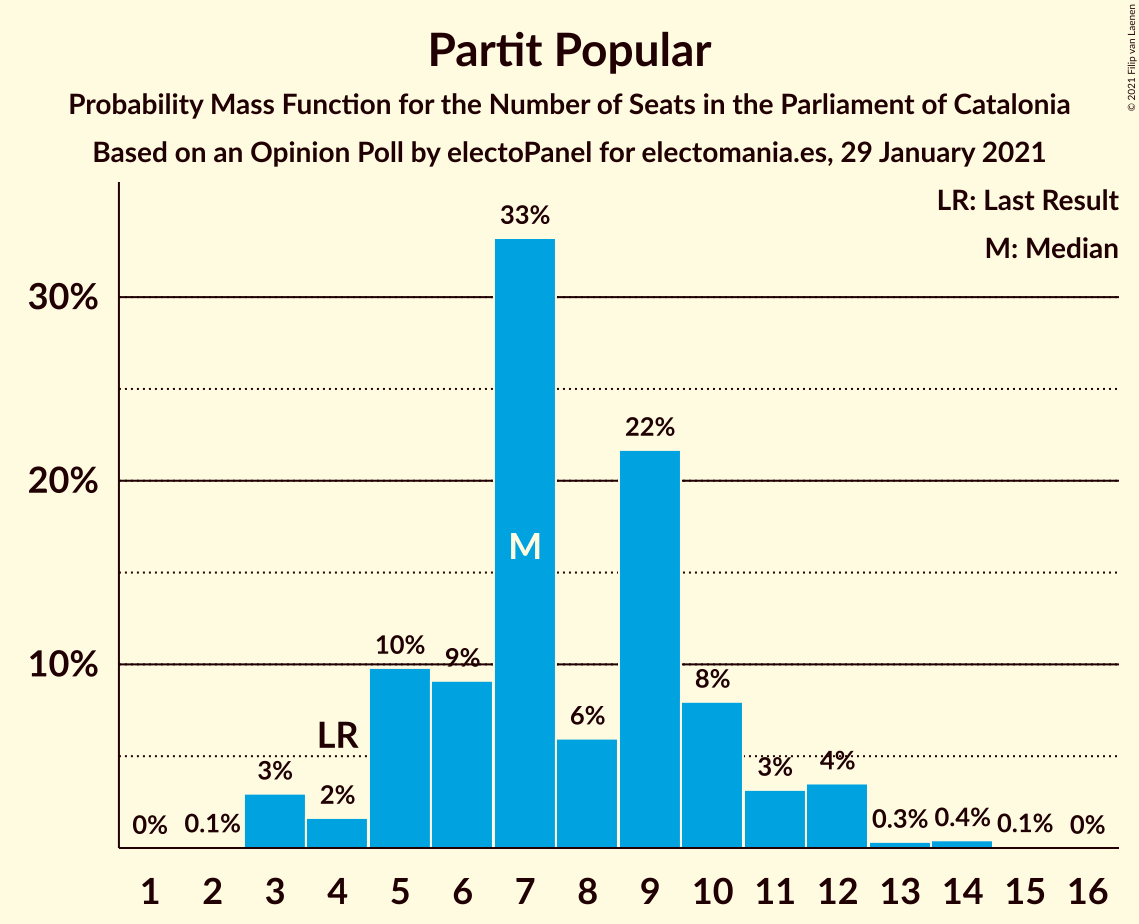 Partit Popular
Probability Mass Function for the Number of Seats in the Parliament of Catalonia
Based on an Opinion Poll by electoPanel for electomania.es, 29 January 2021
© 2021 Filip van Laenen
LR: Last Result
M: Median
30%
20%
10%
0%
0.1%
3%
2%
LR
10%
9%
33%
M
6%
22%
8%
3%
4%
0.3%
0.4%
0.1%
0%
1 2 3 4 5 6 7 8 9 10 11 12 13 14 15 16